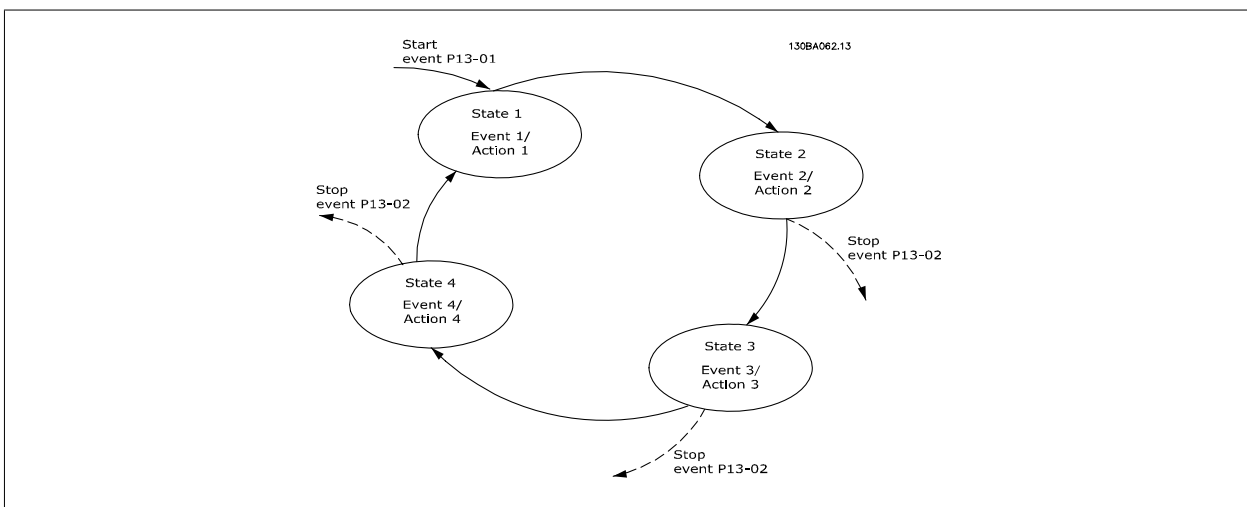 Start
event P13-01
130BA062.13
State 1
Event 1/
Action 1
State 2
Event 2/
Action 2
Stop
event P13-02
Stop
event P13-02
State 4
Event 4/
Action 4
State 3
Event 3/
Action 3
Stop
event P13-02